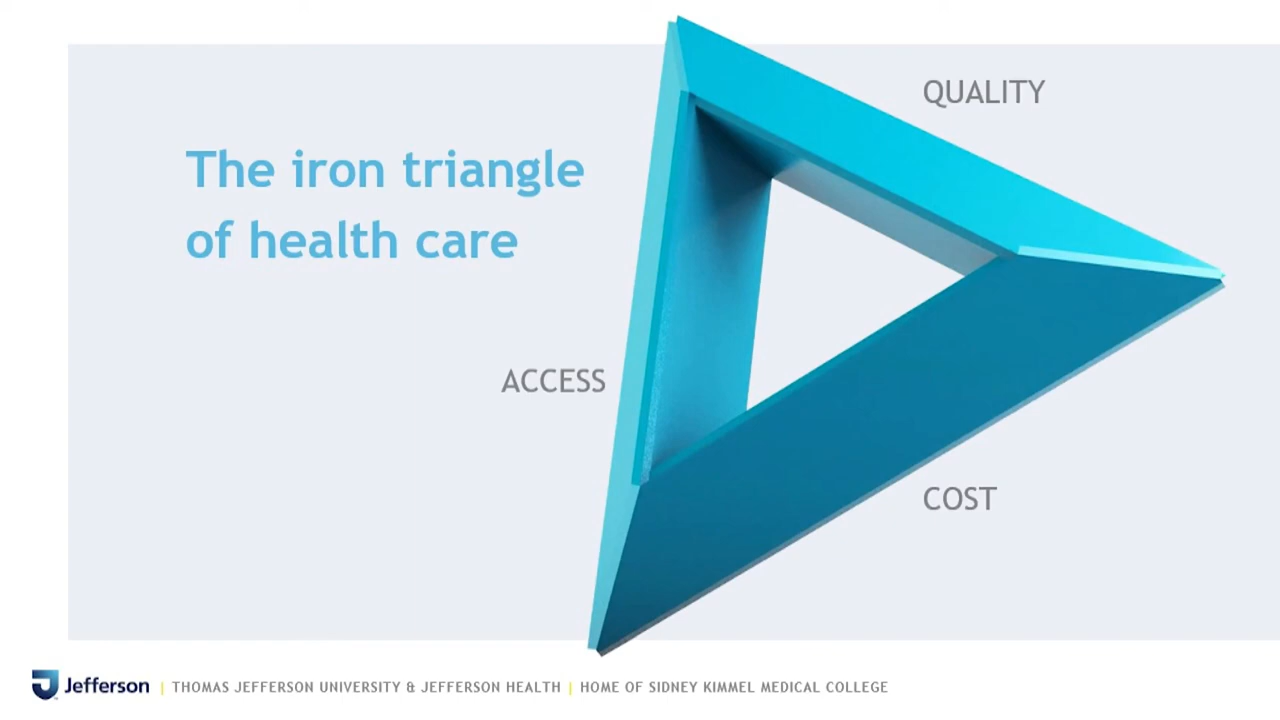 The iron triangle
of health care
QUALITY
ACCESS
COST
Jefferson | THOMAS JEFFERSON UNIVERSITY & JEFFERSON HEALTH | HOME OF SIDNEY KIMMEL MEDICAL COLLEGE